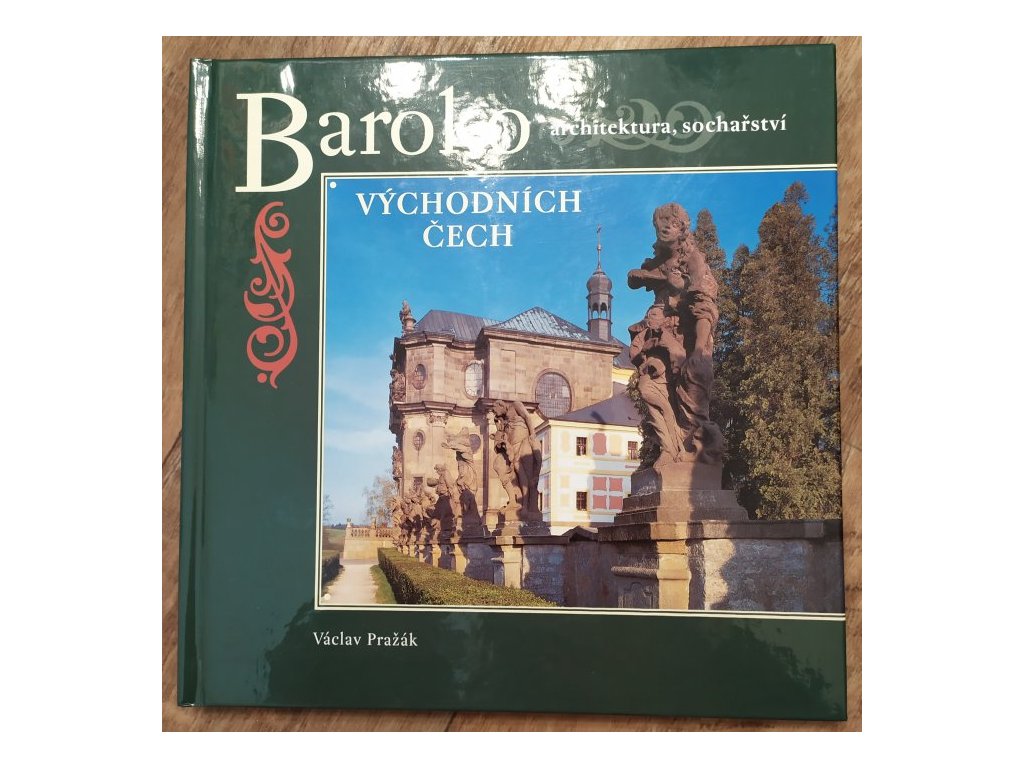 Baroko
architektura, sochařství
VÝCHODNÍCH
ČECH
Václav Pražák